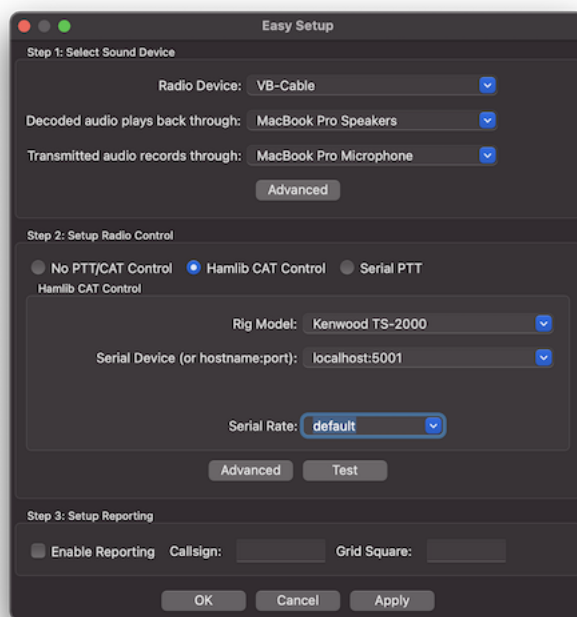 Easy Setup
Step 1: Select Sound Device
Radio Device: VB-Cable
Decoded audio plays back through: MacBook Pro Speakers
Transmitted audio records through: MacBook Pro Microphone
Advanced
Step 2: Setup Radio Control
No PTT/CAT Control Hamlib CAT Control Serial PTT
Hamlib CAT Control
Rig Model: Kenwood TS-2000
Serial Device (or hostname:port): localhost:5001
Serial Rate: default
Advanced Test
Step 3: Setup Reporting
Enable Reporting Callsign: Grid Square:
OK Cancel Apply